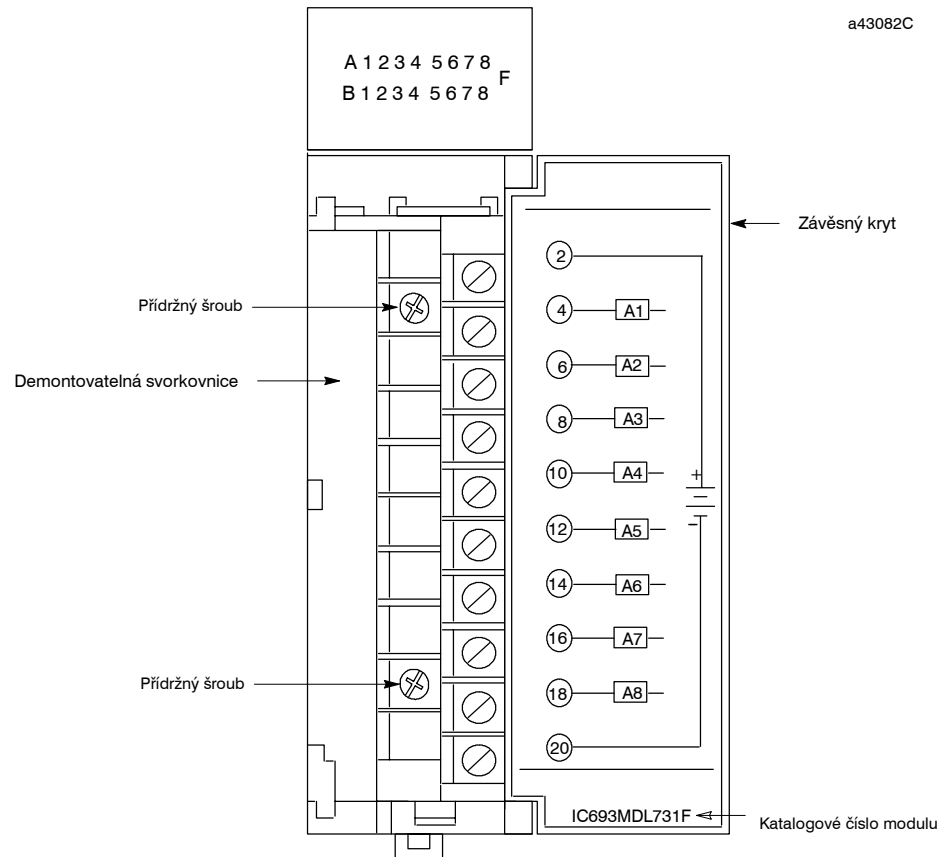 a43082C
A 1 2 3 4 5 6 7 8
F
B 1 2 3 4 5 6 7 8
Závěsný kryt
2
Přídržný šroub
4 A1
6 A2
Demontovatelná svorkovnice
8 A3
10 A4
+
12 A5
-
14 A6
16 A7
Přídržný šroub
18 A8
20
IC693MDL731F
Katalogové číslo modulu